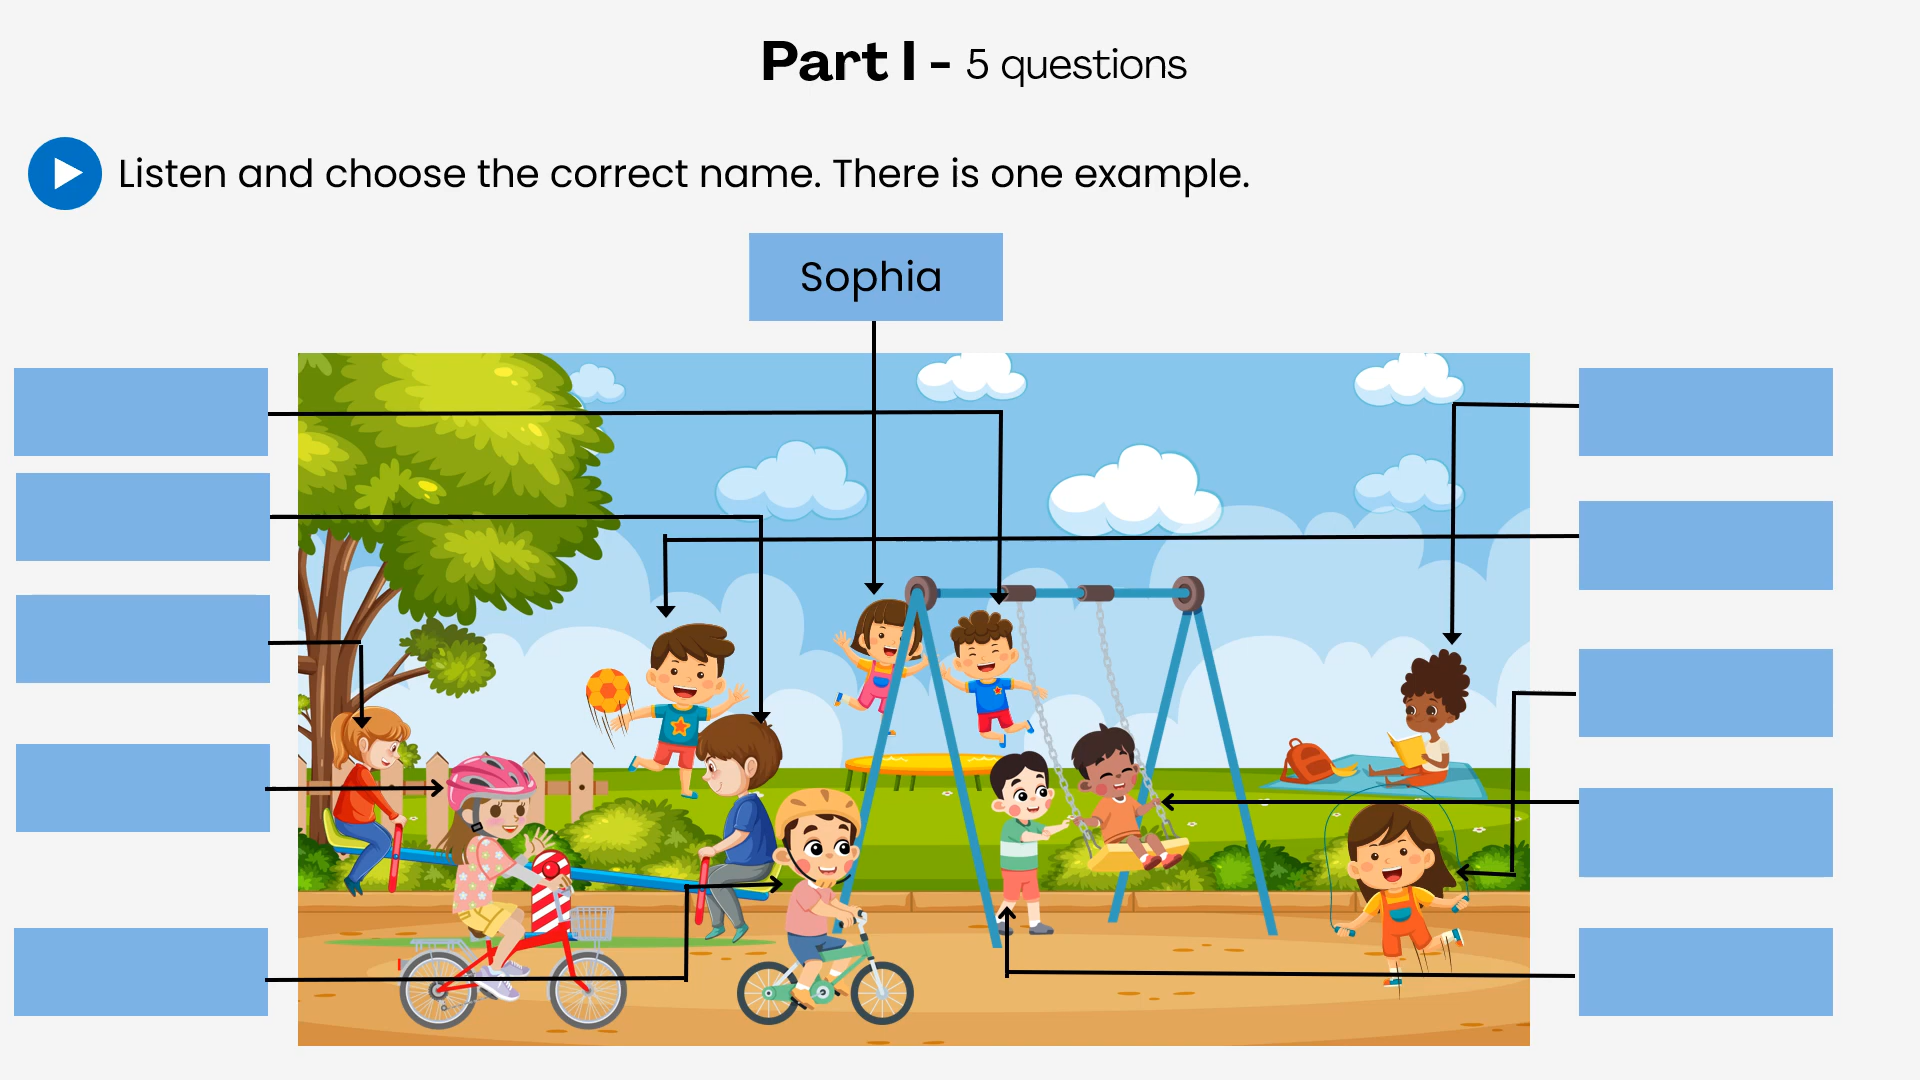 Part I - 5 questions
Listen and choose the correct name. There is one example.
Sophia